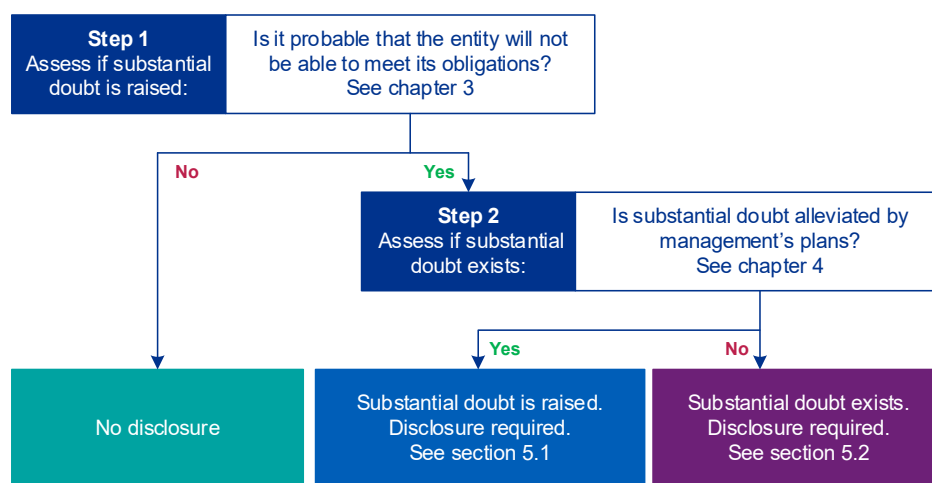 Step 1
Assess if substantial
doubt is raised:
Is it probable that the entity will not
be able to meet its obligations?
See chapter 3
No
Yes
Step 2
Assess if substantial
doubt exists:
Is substantial doubt alleviated by
management’s plans?
See chapter 4
Yes
No
No disclosure
Substantial doubt is raised.
Disclosure required.
See section 5.1
Substantial doubt exists.
Disclosure required.
See section 5.2